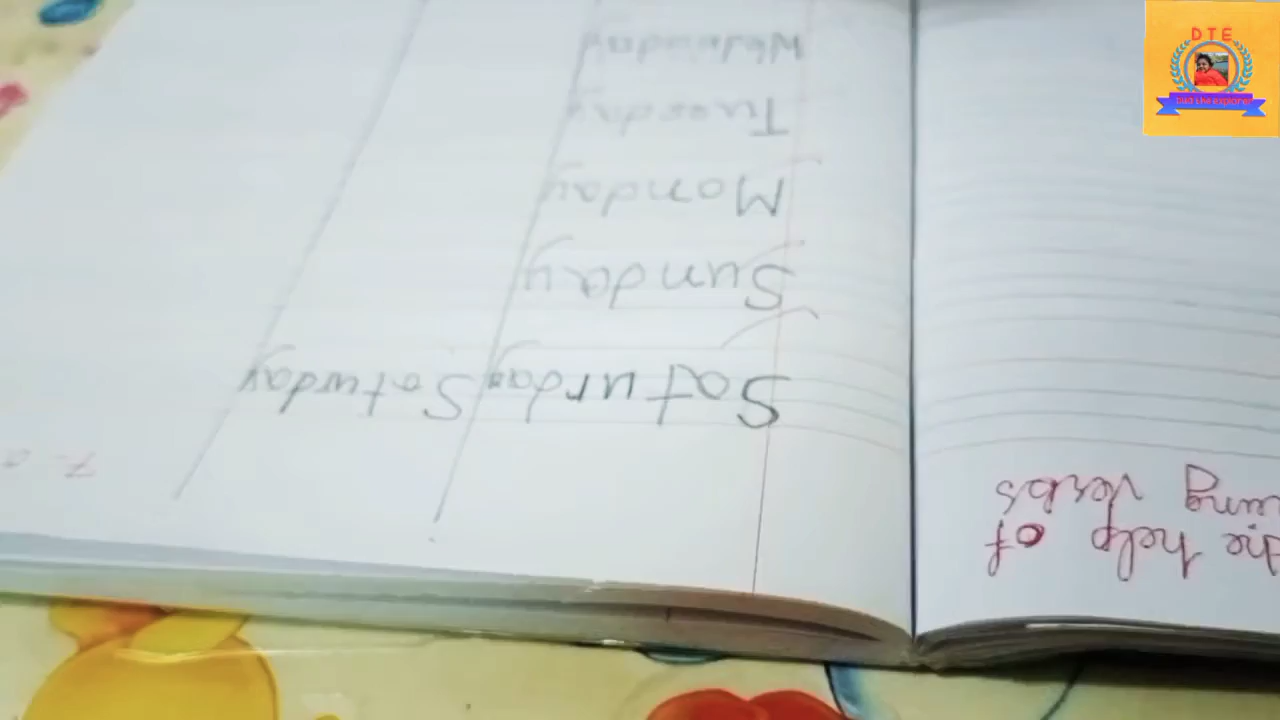 DTE
the help of
verbs
Saturday Saturday
Sunday
Monday
Tuesday
Wednesday